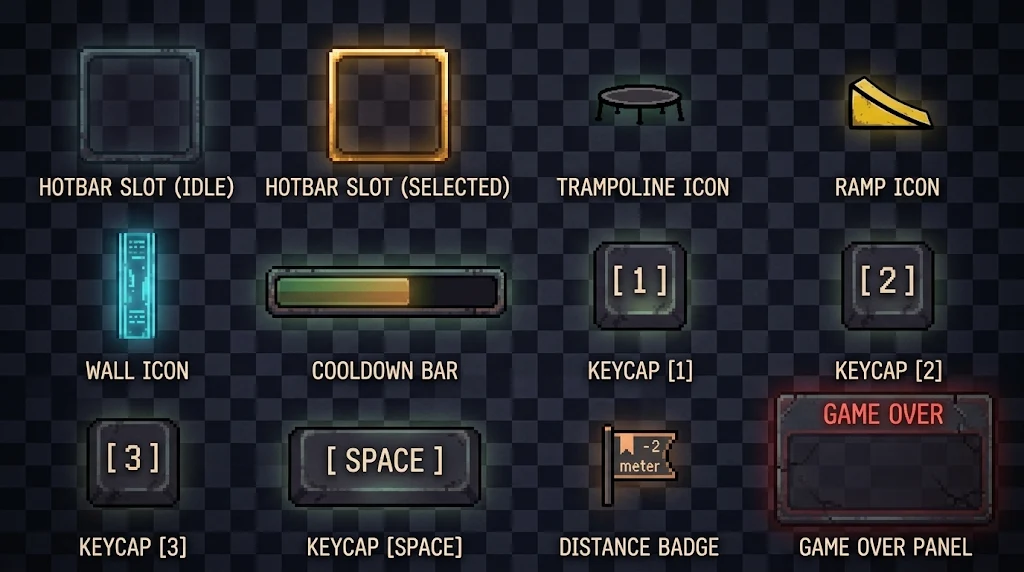 HOTBAR SLOT (IDLE)
HOTBAR SLOT (SELECTED)
TRAMPOLINE ICON
RAMP ICON
[1]
[2]
WALL ICON
COOLDOWN BAR
KEYCAP [1]
KEYCAP [2]
GAME OVER
[3]
[ SPACE ]
-2
meter
KEYCAP [3]
KEYCAP [SPACE]
DISTANCE BADGE
GAME OVER PANEL